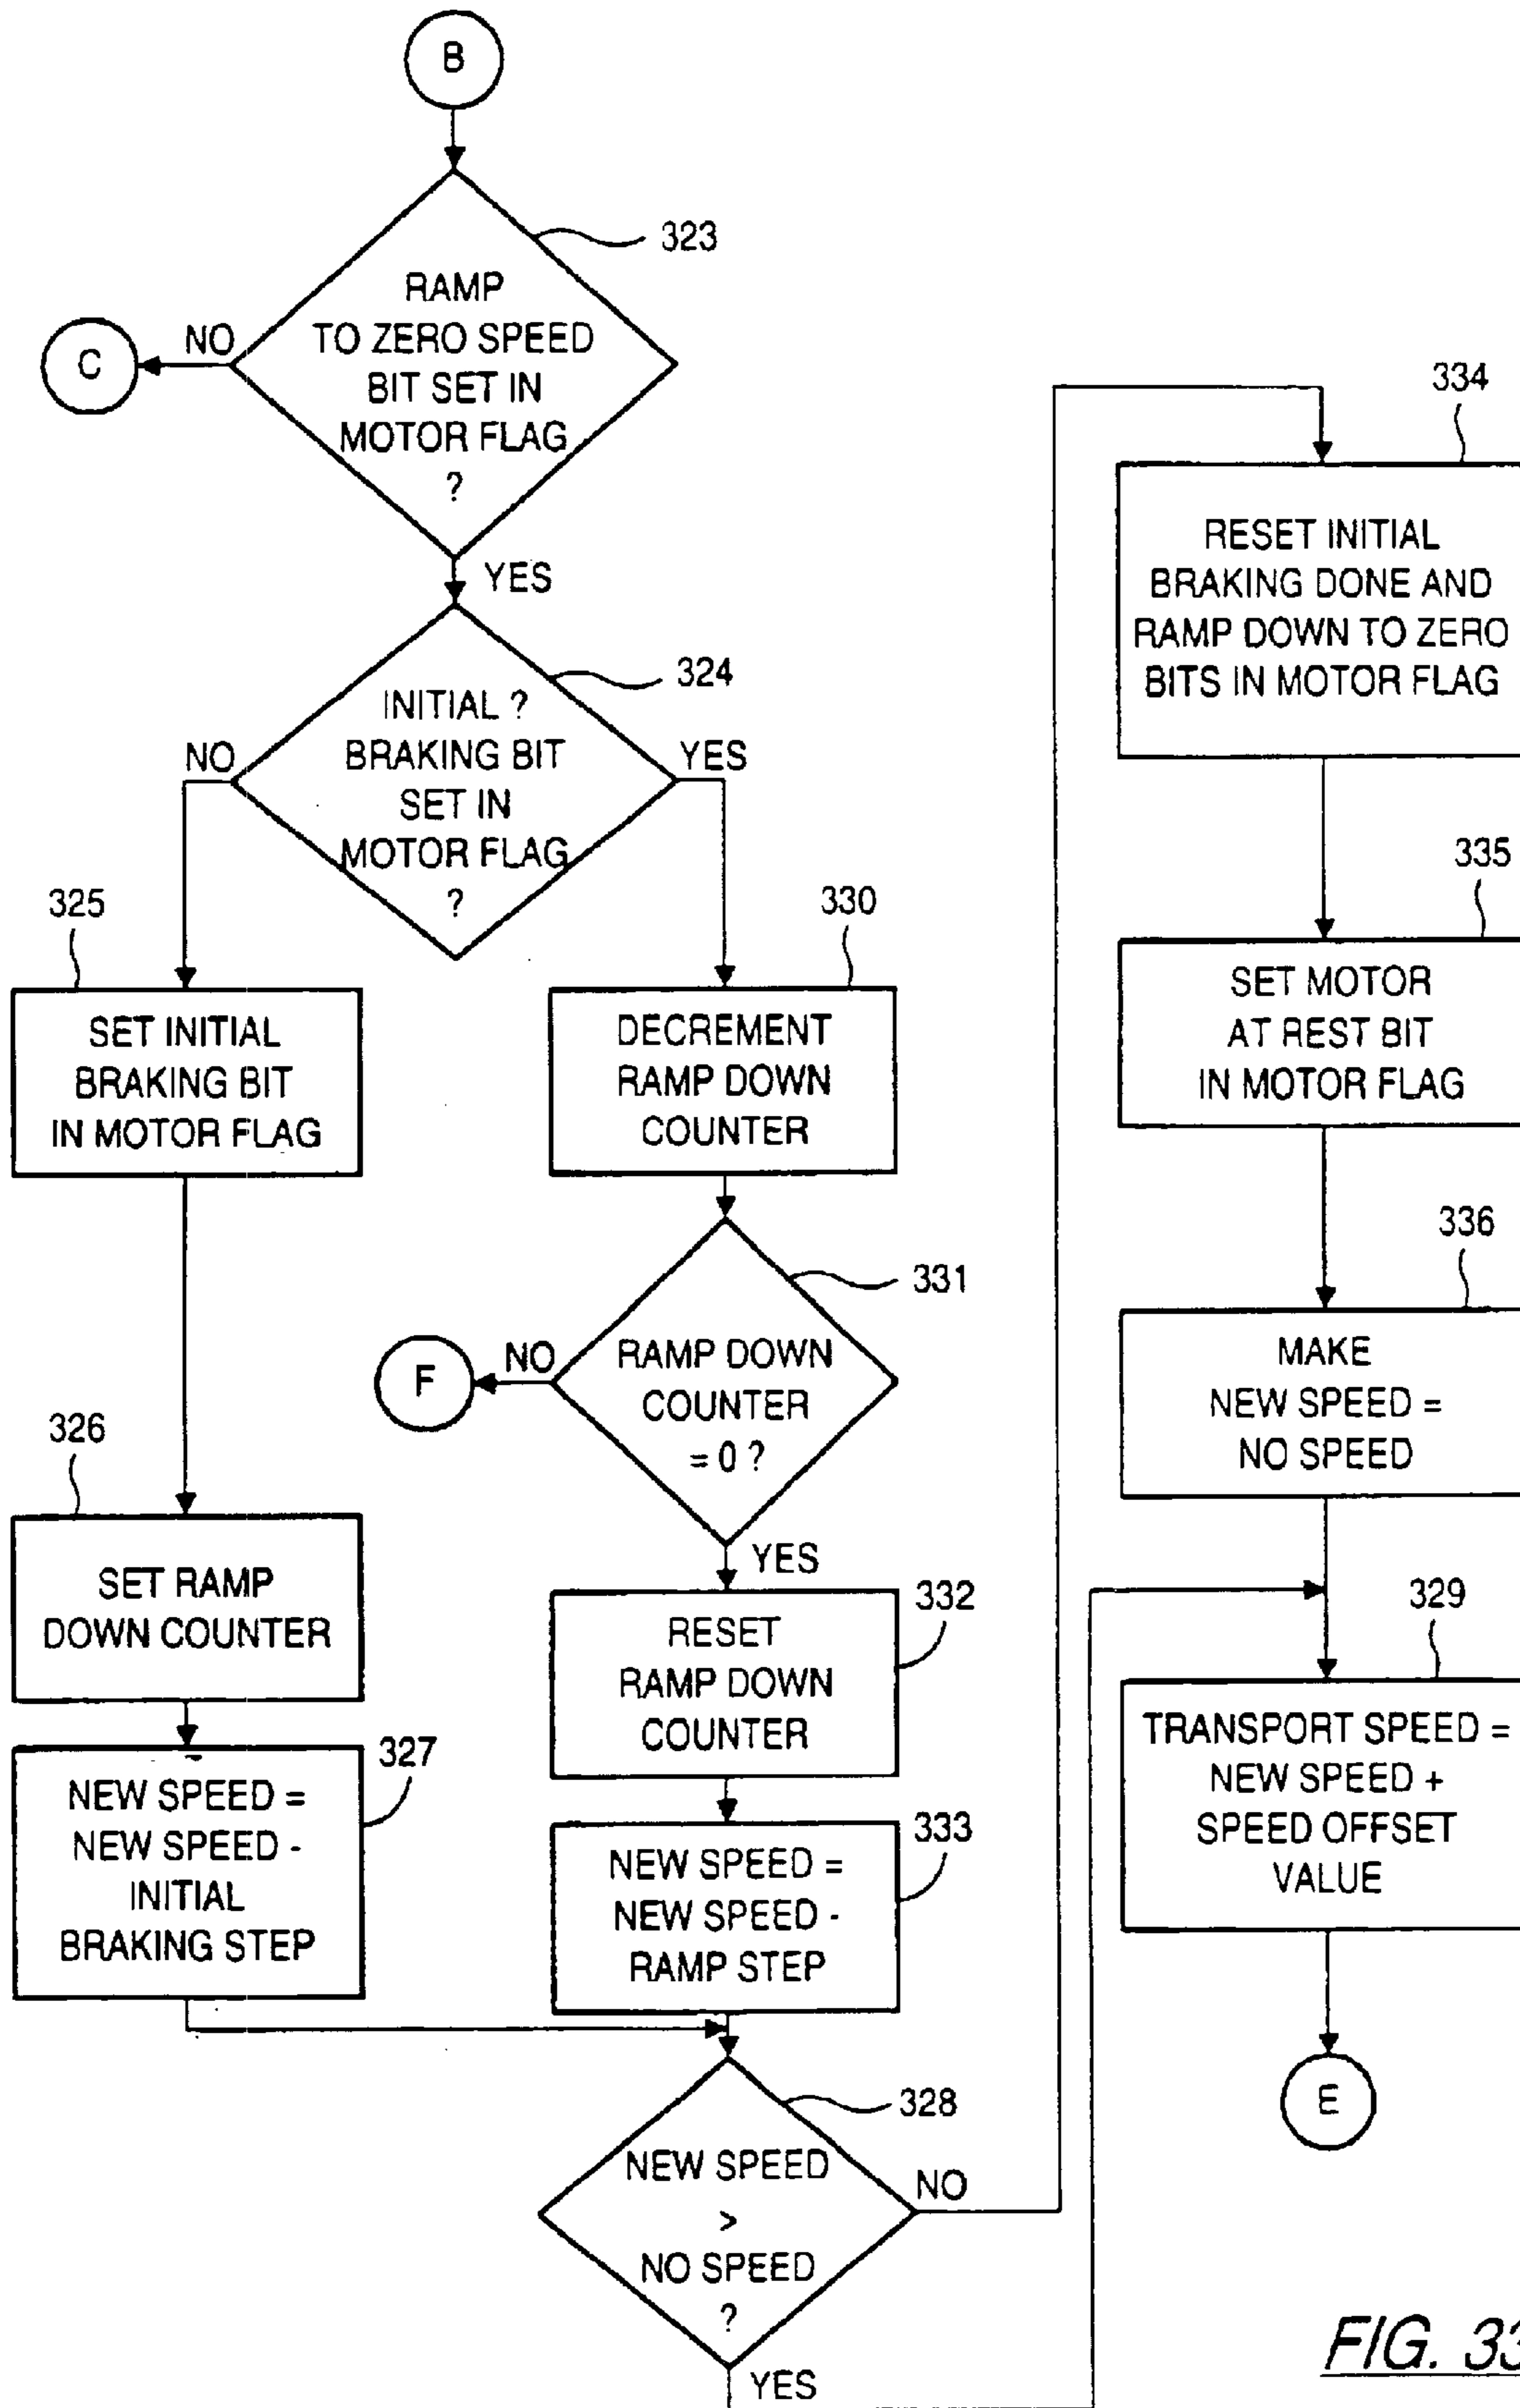 B
323
RAMP
TO ZERO SPEED
BIT SET IN
MOTOR FLAG
?
NO
C
YES
324
INITIAL ?
BRAKING BIT
SET IN
MOTOR FLAG
?
NO
YES
325
SET INITIAL
BRAKING BIT
IN MOTOR FLAG
326
SET RAMP
DOWN COUNTER
327
NEW SPEED =
NEW SPEED -
INITIAL
BRAKING STEP
330
DECREMENT
RAMP DOWN
COUNTER
331
RAMP DOWN
COUNTER
= 0 ?
NO
F
YES
332
RESET
RAMP DOWN
COUNTER
333
NEW SPEED =
NEW SPEED -
RAMP STEP
328
NEW SPEED
>
NO SPEED
?
NO
YES
334
RESET INITIAL
BRAKING DONE AND
RAMP DOWN TO ZERO
BITS IN MOTOR FLAG
335
SET MOTOR
AT REST BIT
IN MOTOR FLAG
336
MAKE
NEW SPEED =
NO SPEED
329
TRANSPORT SPEED =
NEW SPEED +
SPEED OFFSET
VALUE
E
FIG. 33